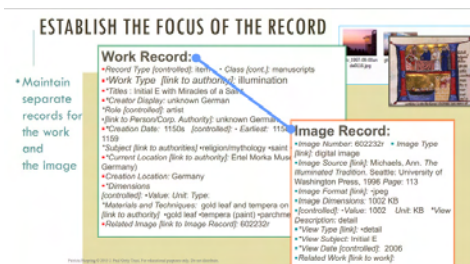 ESTABLISH THE FOCUS OF THE RECORD
• Maintain
separate
records for
the work
and
the image
Work Record:
•Record Type [controlled]: item • Class [cont.]: manuscripts
•*Work Type [link to authority]: illumination
•*Titles : Initial E with Miracles of a Saint
•*Creator Display: unknown German
*Role [controlled]: artist
[link to Person/Corp. Authority]: unknown German
•*Creation Date: 1150s [controlled]: • Earliest: 115
1159
*Subject [link to authorities] •religion/mythology •saint
•*Current Location [link to authority]: Ertel Morka Muse
Germany)
•Creation Location: Germany
•*Dimensions
[controlled]: •Value: Unit: Type:
*Materials and Techniques: gold leaf and tempera on
[link to authority] •gold leaf •tempera (paint) •parchme
•Related Image [link to Image Record]: 602232r
Image Record:
•Image Number: 602232r • Image Type
[link]: digital image
•Image Source [link]: Michaels, Ann. The
Illuminated Tradition. Seattle: University of
Washington Press, 1996 Page: 113
•Image Format [link]: •jpeg
•Image Dimensions: 1002 KB
•[controlled]: •Value: 1002 Unit: KB *View
Description: detail
•*View Type [link]: •detail
•*View Subject: Initial E
•*View Date [controlled]: 2006
•Related Work [link to work]: